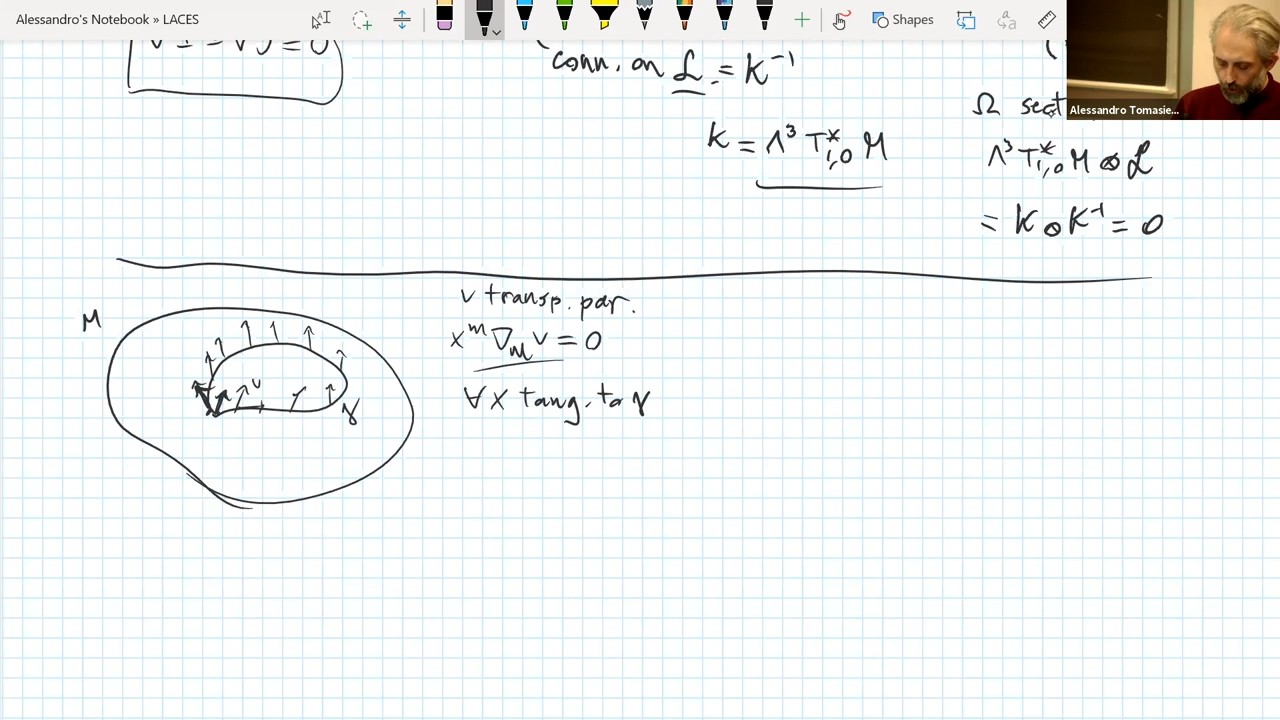 Alessandro's Notebook » LACES
Shapes
Alessandro Tomasie...
conn. on ℒ = K⁻¹
K = Λ³ T*₁,₀ M
Ω sect
Λ³ T*₁,₀ M ⊗ ℒ
= K ⊗ K⁻¹ = 0
M
v
γ
v transp. par.
xᵐ ∇ₘ v = 0
∀ x tang. to γ